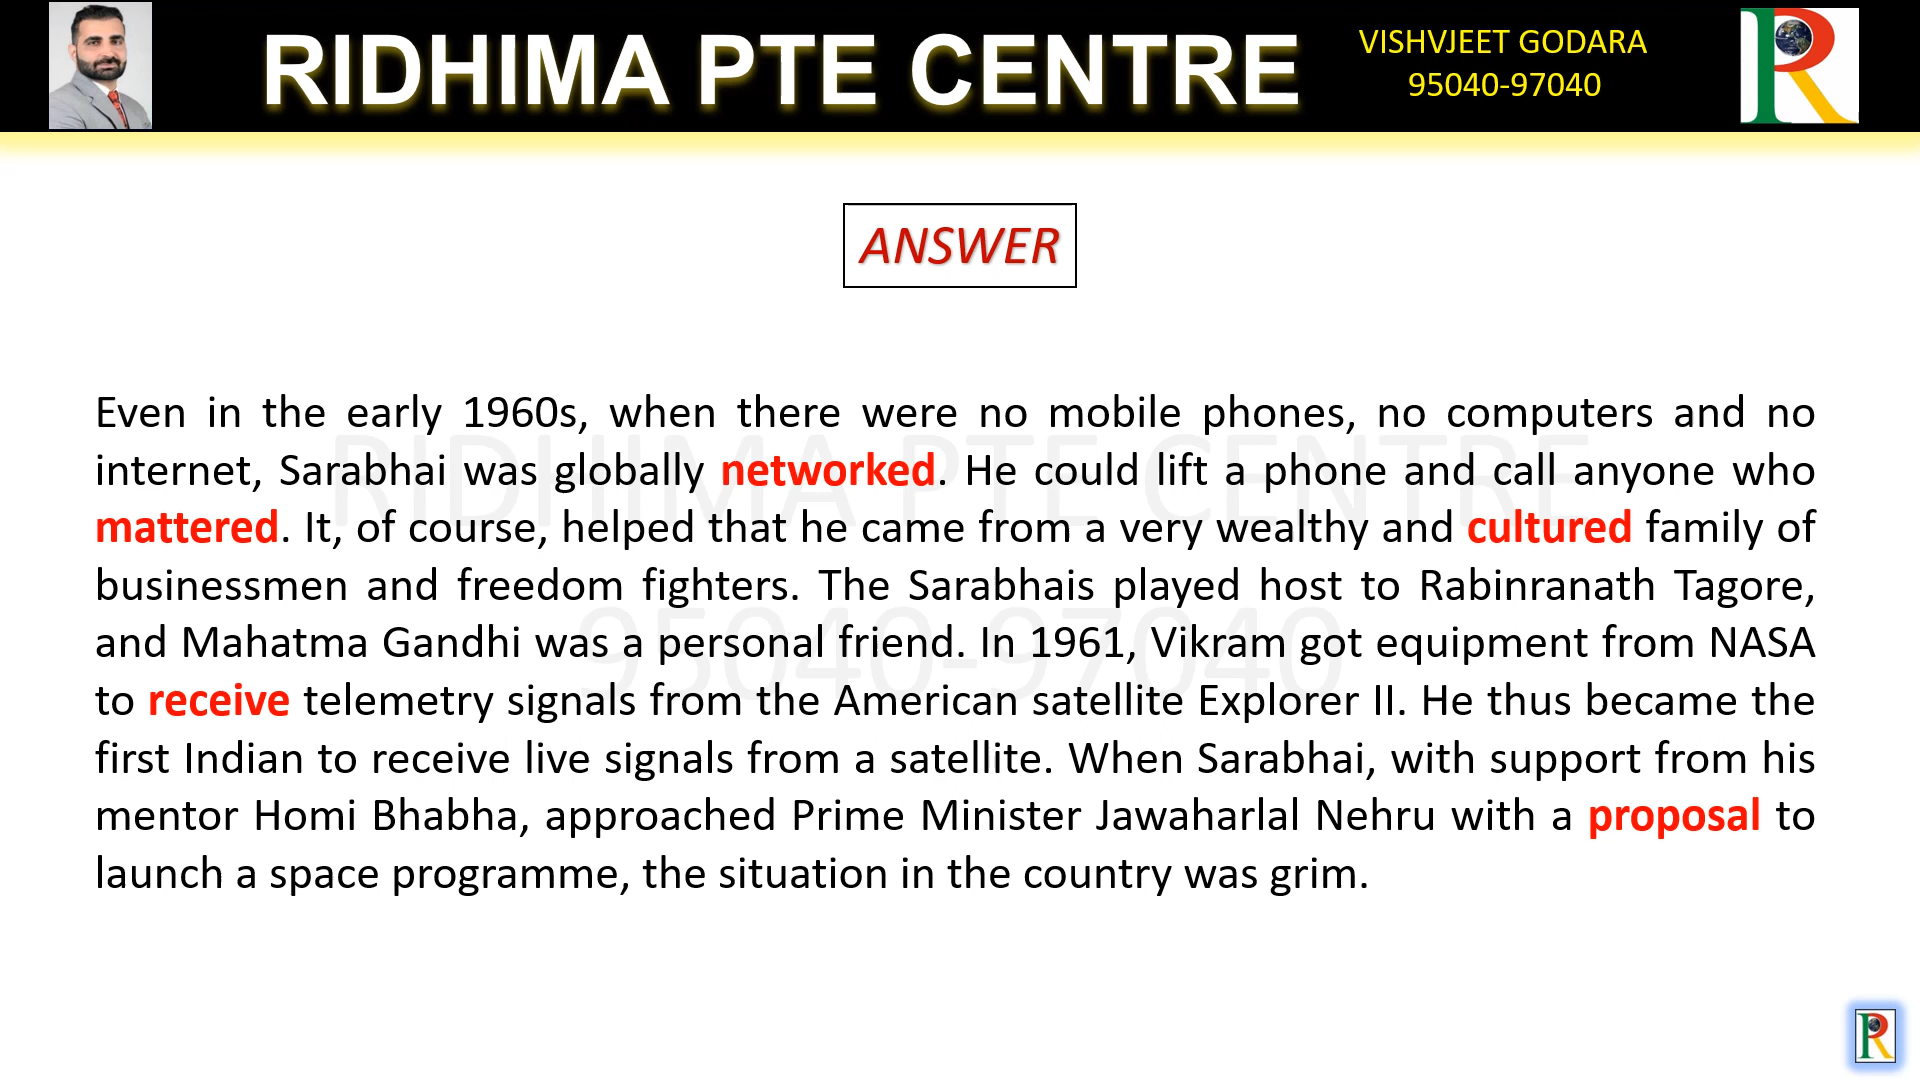 RIDHIMA PTE CENTRE
VISHVJEET GODARA
95040-97040
ANSWER
Even in the early 1960s, when there were no mobile phones, no computers and no
internet, Sarabhai was globally networked. He could lift a phone and call anyone who
mattered. It, of course, helped that he came from a very wealthy and cultured family of
businessmen and freedom fighters. The Sarabhais played host to Rabinranath Tagore,
and Mahatma Gandhi was a personal friend. In 1961, Vikram got equipment from NASA
to receive telemetry signals from the American satellite Explorer II. He thus became the
first Indian to receive live signals from a satellite. When Sarabhai, with support from his
mentor Homi Bhabha, approached Prime Minister Jawaharlal Nehru with a proposal to
launch a space programme, the situation in the country was grim.
RIDHIMA PTE CENTRE
95040-97040